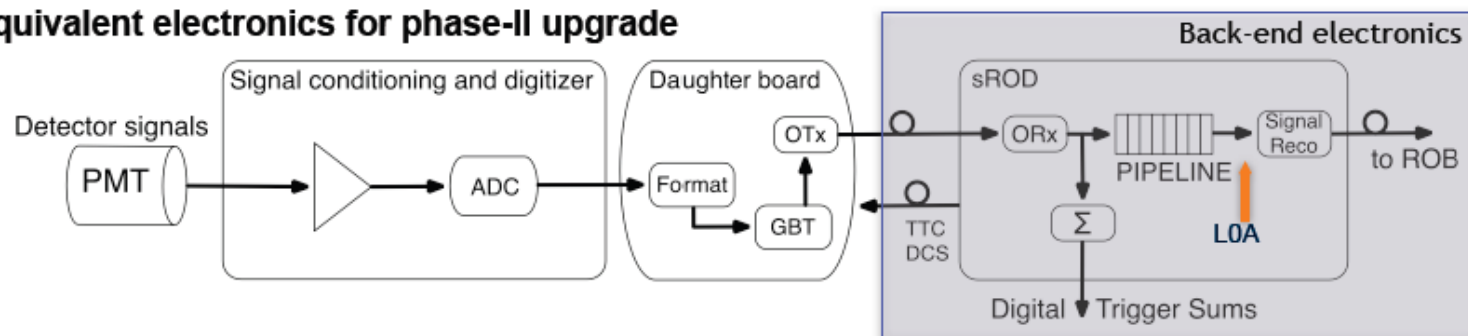 quivalent electronics for phase-II upgrade
Back-end electronics
Signal conditioning and digitizer
Daughter board
sROD
Detector signals
PMT
ADC
Format
OTx
GBT
ORx
PIPELINE
Signal
Reco
to ROB
TTC
DCS
Σ
L0A
Digital
Trigger Sums